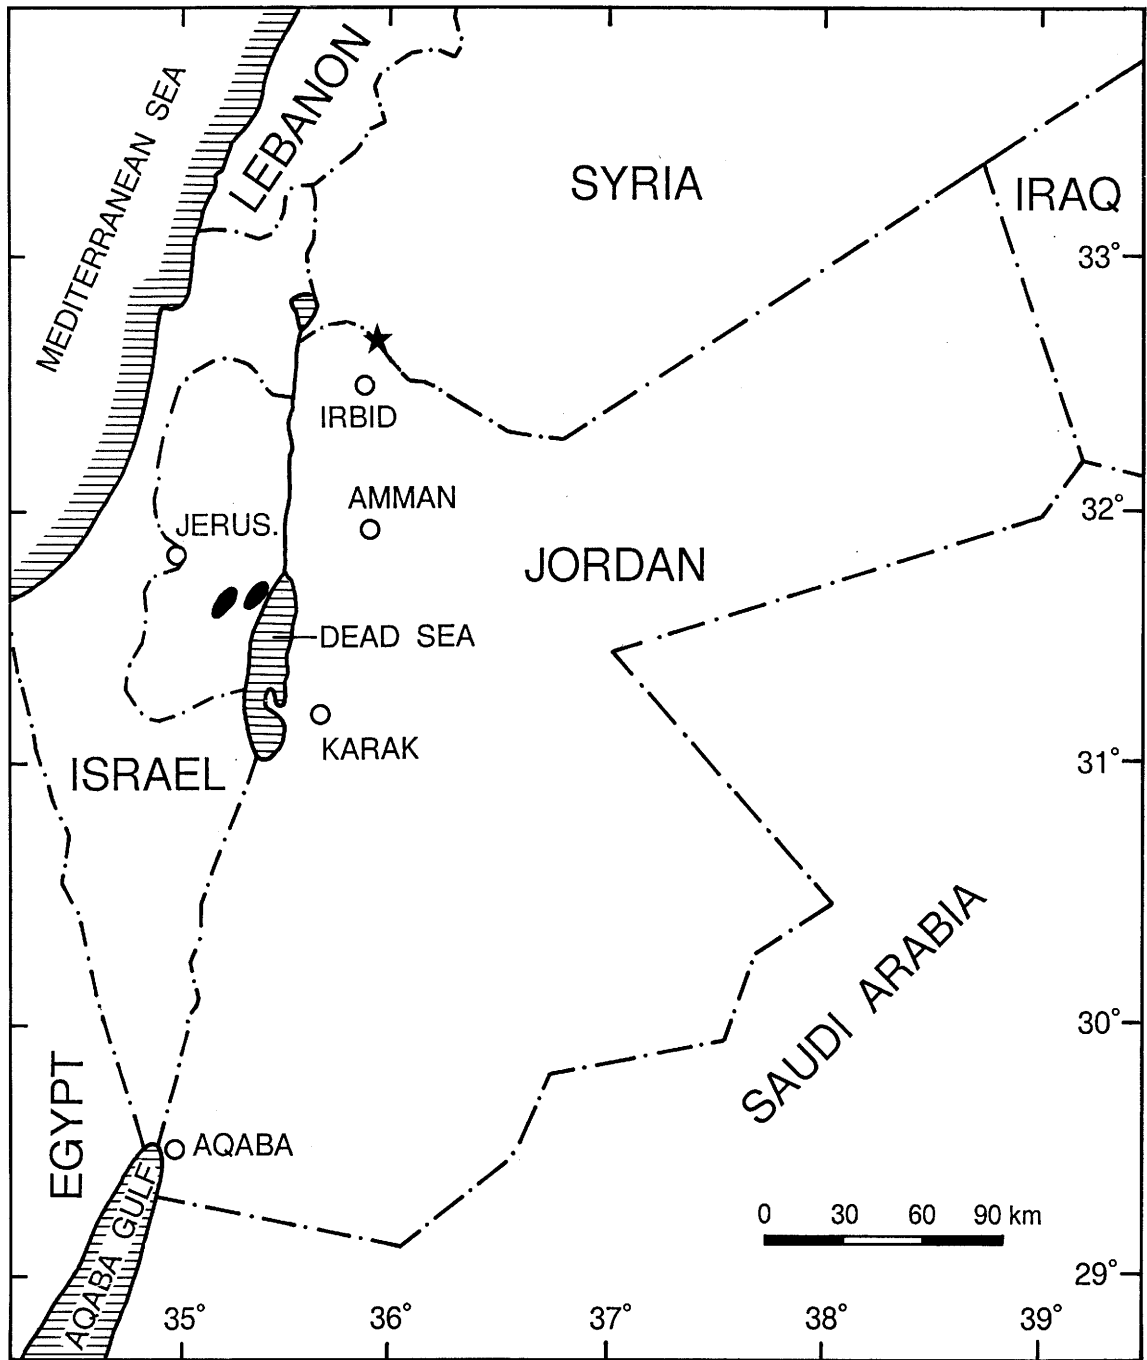 LEBANON
MEDITERRANEAN SEA
SYRIA
IRAQ
33°
IRBID
AMMAN
32°
JERUS.
JORDAN
DEAD SEA
KARAK
31°
ISRAEL
SAUDI ARABIA
30°
EGYPT
AQABA
AQABA GULF
0 30 60 90 km
29°
35° 36° 37° 38° 39°